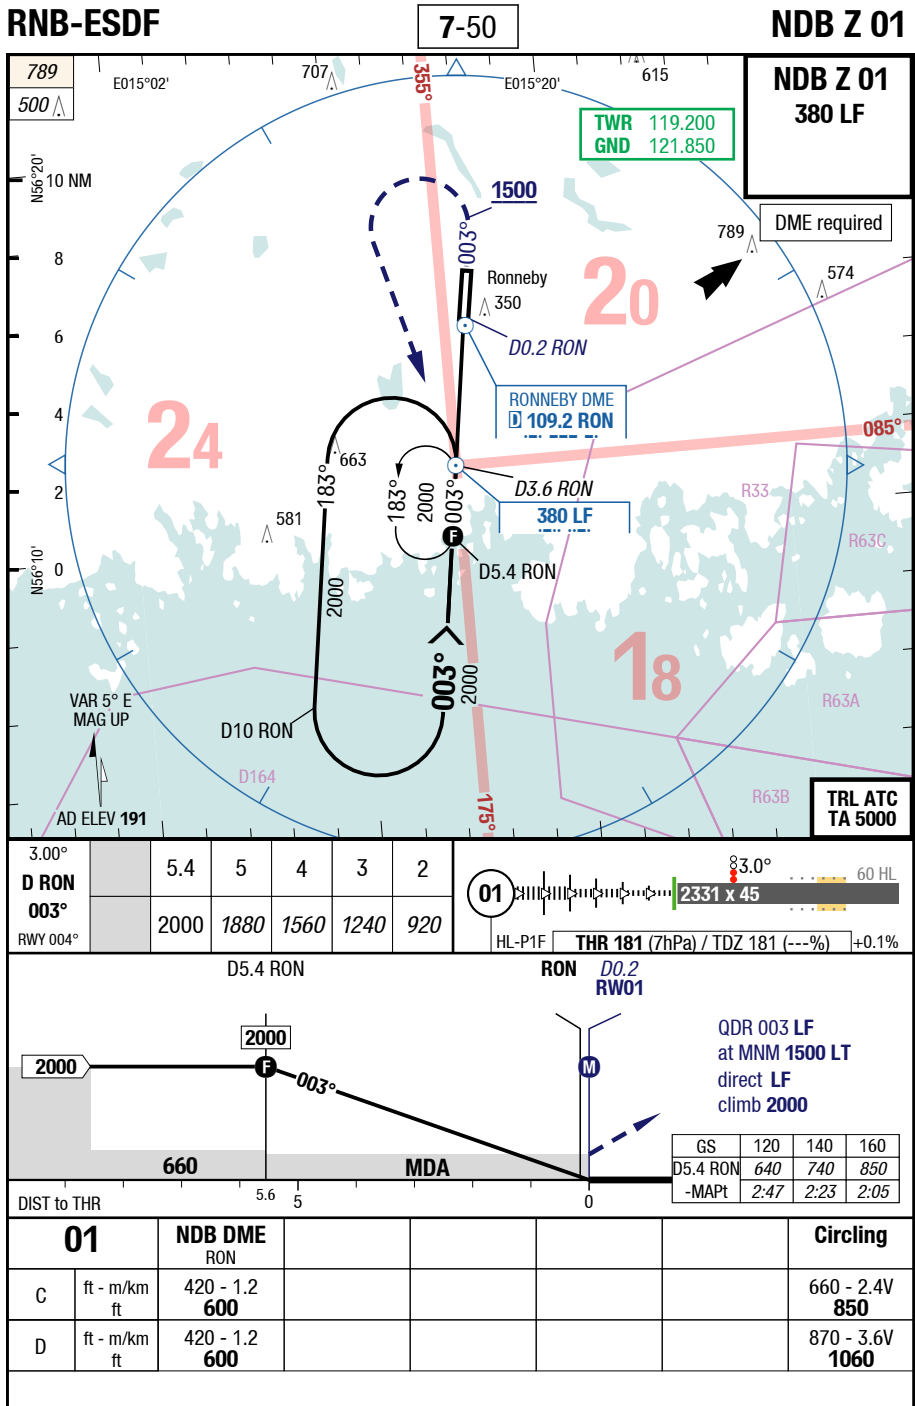 RNB-ESDF
7-50
NDB Z 01
789
500
E015°02'
707
355°
E015°20'
615
NDB Z 01
380 LF
TWR 119.200
GND 121.850
N56°20'
10 NM
1500
003°
789
DME required
8
Ronneby
350
20
574
6
D0.2 RON
RONNEBY DME
D 109.2 RON
4
24
085°
663
183°
183°
2000
003°
D3.6 RON
R33
2
380 LF
581
R63C
F
D5.4 RON
0
N56°10'
2000
003°
2000
18
VAR 5° E
MAG UP
R63A
D10 RON
D164
175°
R63B
AD ELEV 191
TRL ATC
TA 5000
3.00°
D RON
003°
RWY 004°
5.4 5 4 3 2
2000 1880 1560 1240 920
01
3.0°
60 HL
2331 x 45
HL-P1F
THR 181 (7hPa) / TDZ 181 (---%)
+0.1%
D5.4 RON
RON
D0.2
RW01
2000
2000
F
003°
M
QDR 003 LF
at MNM 1500 LT
direct LF
climb 2000
660
MDA
GS 120 140 160
D5.4 RON 640 740 850
-MAPt 2:47 2:23 2:05
DIST to THR
5.6
5
0
01
NDB DME
RON
Circling
C
ft - m/km
ft
420 - 1.2
600
660 - 2.4V
850
D
ft - m/km
ft
420 - 1.2
600
870 - 3.6V
1060